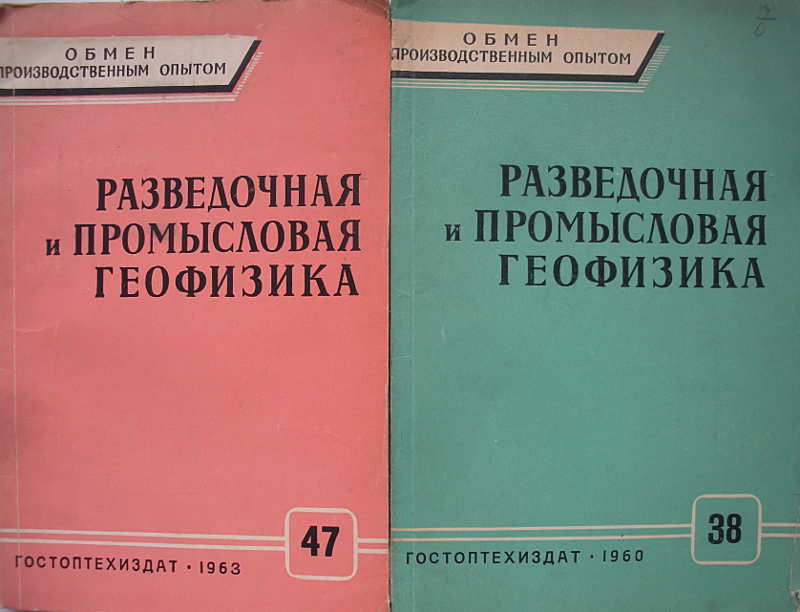 ОБМЕН
ПРОИЗВОДСТВЕННЫМ ОПЫТОМ
РАЗВЕДОЧНАЯ
и ПРОМЫСЛОВАЯ
ГЕОФИЗИКА
47
ГОСТОПТЕХИЗДАТ · 1963
ОБМЕН
ПРОИЗВОДСТВЕННЫМ ОПЫТОМ
РАЗВЕДОЧНАЯ
и ПРОМЫСЛОВАЯ
ГЕОФИЗИКА
38
ГОСТОПТЕХИЗДАТ · 1960